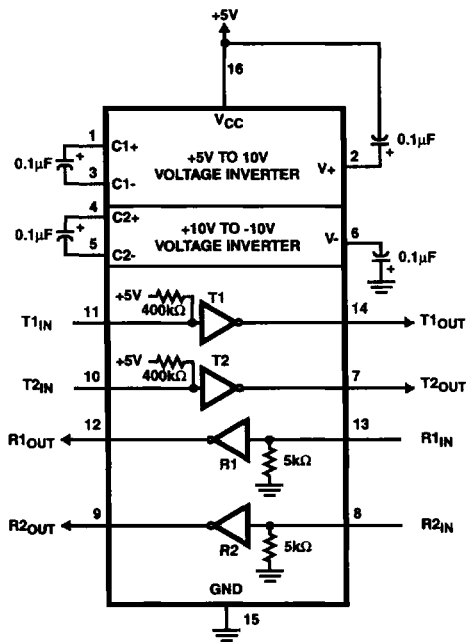 +5V
16
VCC
1
C1+
0.1µF
+
3
C1-
+5V TO 10V
VOLTAGE INVERTER
V+
2
+
0.1µF
4
C2+
0.1µF
+
5
C2-
+10V TO -10V
VOLTAGE INVERTER
V-
6
+
0.1µF
T1IN
11
+5V
400kΩ
T1
14
T1OUT
T2IN
10
+5V
400kΩ
T2
7
T2OUT
R1OUT
12
R1
5kΩ
13
R1IN
R2OUT
9
R2
5kΩ
8
R2IN
GND
15